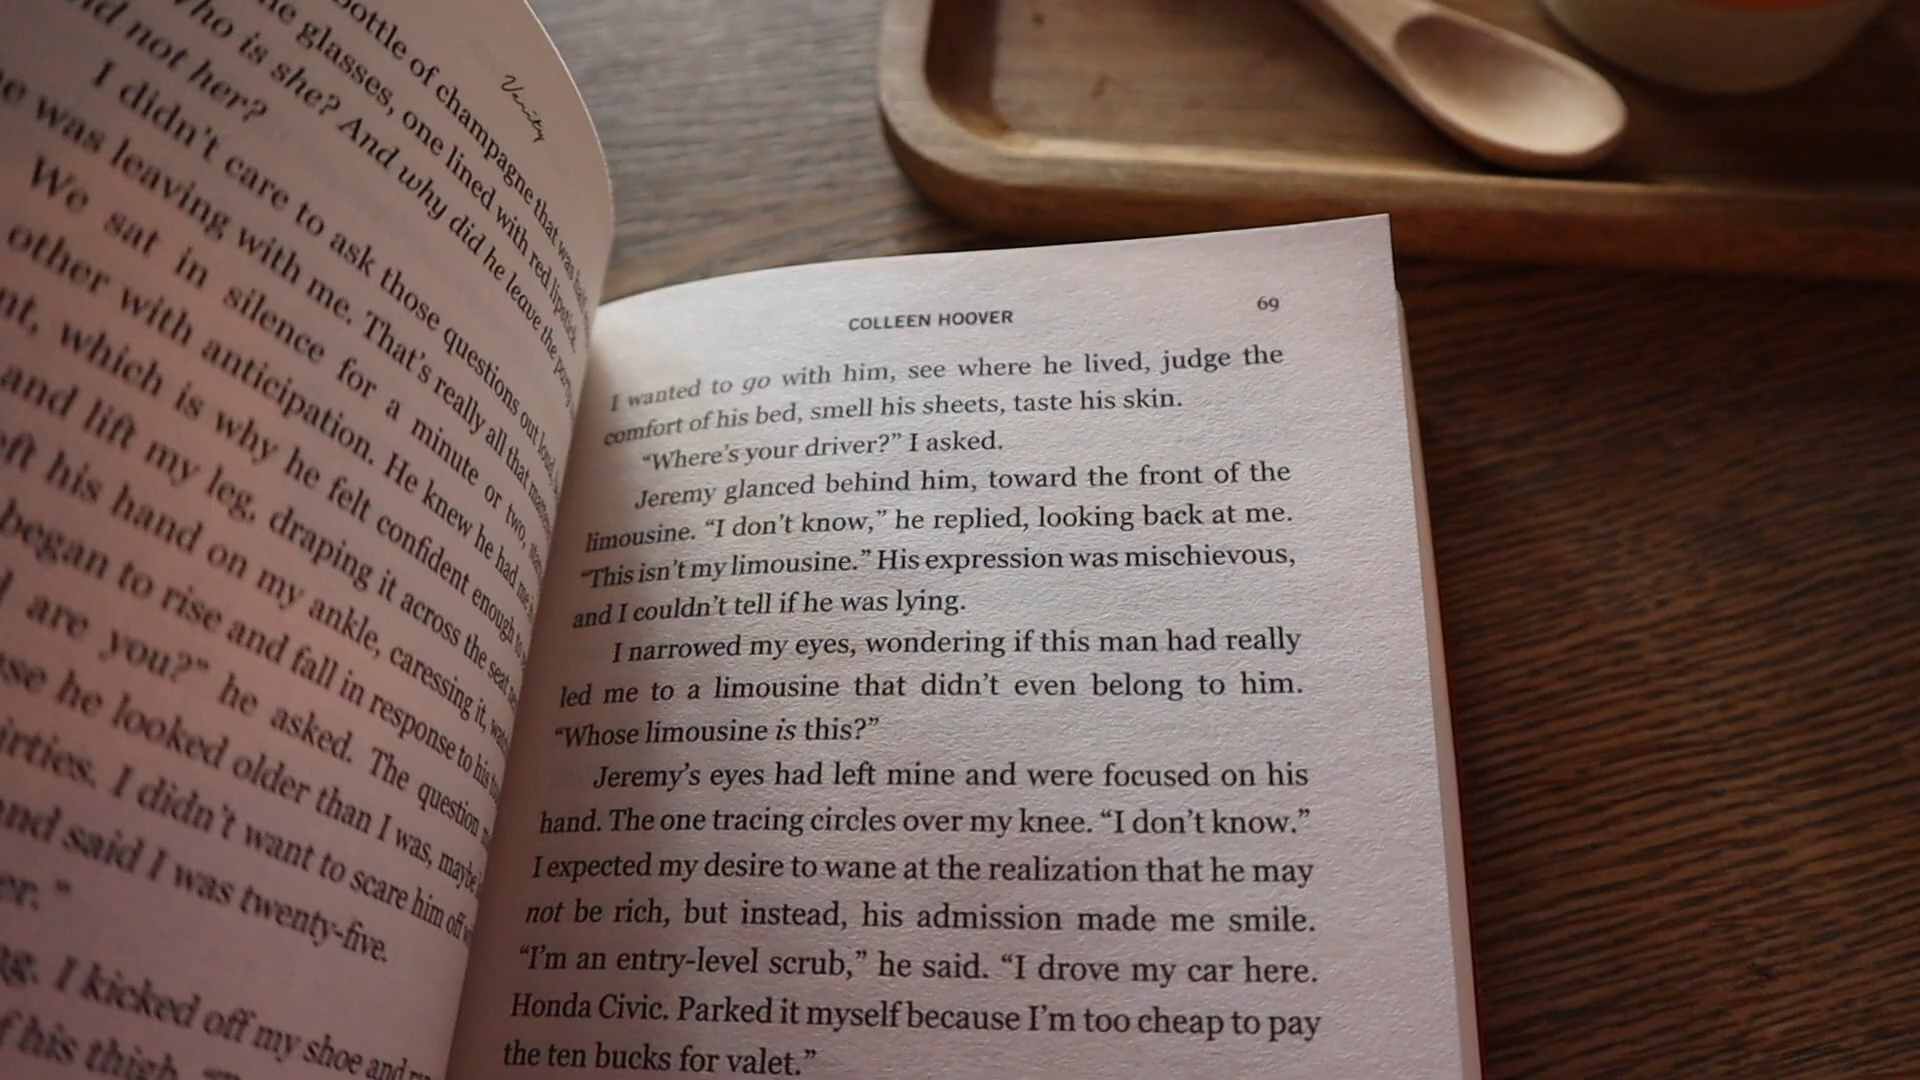 Verity
bottle of champagne that was half
he glasses, one lined with red lipstick.
Who is she? And why did he leave the party
not her?
I didn't care to ask those questions out loud,
was leaving with me. That's really all that
We sat in silence for a minute or two,
other with anticipation. He knew he had me
which is why he felt confident enough to
and lift my leg, draping it across the seat
his hand on my ankle, caressing it,
began to rise and fall in response to his
are you?" he asked. The question
he looked older than I was, maybe
I didn't want to scare him off
and said I was twenty-five.
I kicked off my shoe and
his thigh.
COLLEEN HOOVER
69
I wanted to go with him, see where he lived, judge the
comfort of his bed, smell his sheets, taste his skin.
“Where's your driver?” I asked.
Jeremy glanced behind him, toward the front of the
limousine. “I don't know,” he replied, looking back at me.
“This isn't my limousine.” His expression was mischievous,
and I couldn't tell if he was lying.
I narrowed my eyes, wondering if this man had really
led me to a limousine that didn't even belong to him.
“Whose limousine is this?”
Jeremy's eyes had left mine and were focused on his
hand. The one tracing circles over my knee. “I don't know.”
I expected my desire to wane at the realization that he may
not be rich, but instead, his admission made me smile.
“I'm an entry-level scrub,” he said. “I drove my car here.
Honda Civic. Parked it myself because I'm too cheap to pay
the ten bucks for valet.”